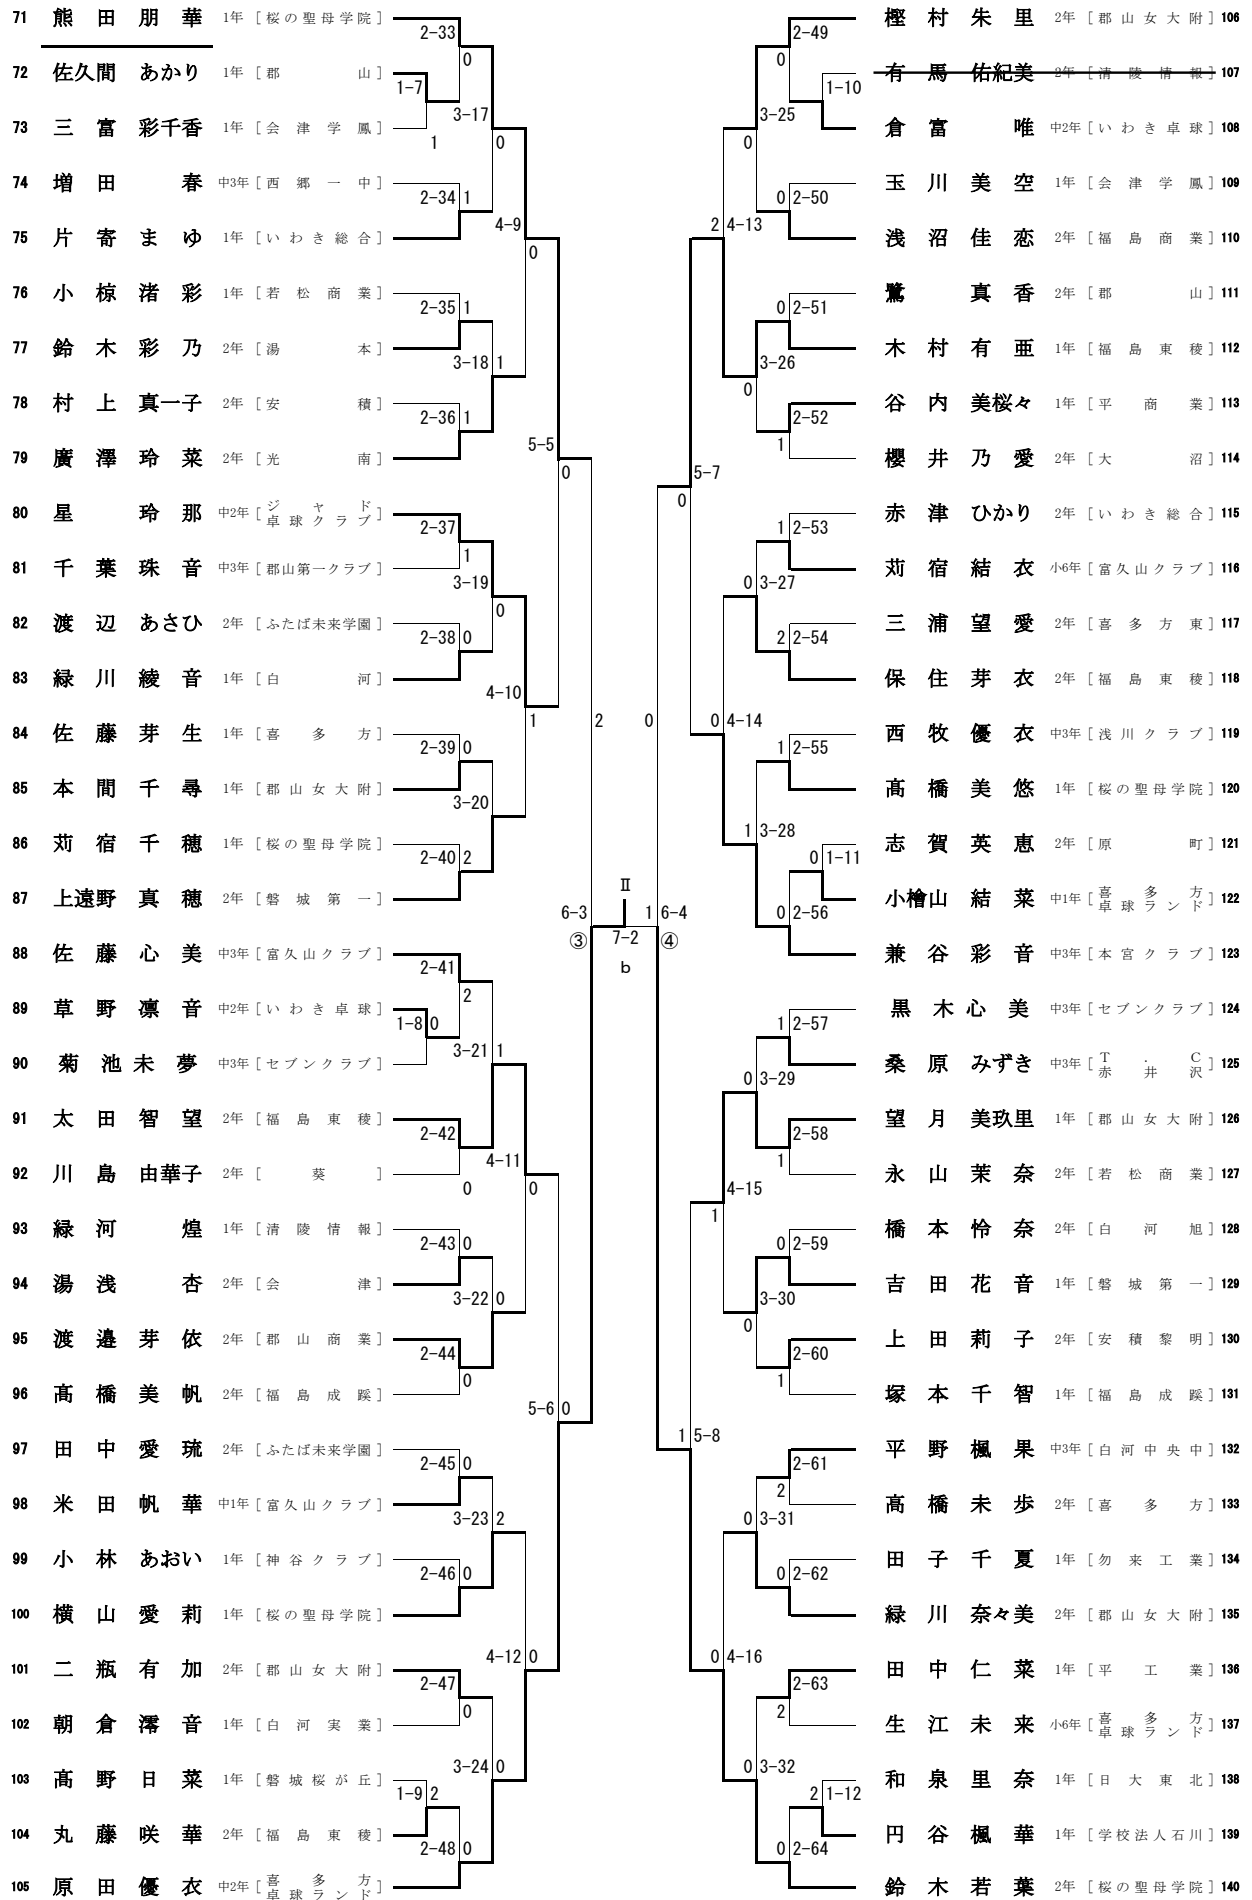 71 熊田朋華 1年 [桜の聖母学院]
72 佐久間 あかり 1年 [郡山]
73 三富彩千香 1年 [会津学鳳]
74 増田春 中3年 [西郷一中]
75 片寄まゆ 1年 [いわき総合]
76 小椋渚彩 1年 [若松商業]
77 鈴木彩乃 2年 [湯本]
78 村上真一子 2年 [安積]
79 廣澤玲菜 2年 [光南]
80 星玲那 中2年 [ジャド卓球クラブ]
81 千葉珠音 中3年 [郡山第一クラブ]
82 渡辺あさひ 2年 [ふたば未来学園]
83 緑川綾音 1年 [白河]
84 佐藤芽生 1年 [喜多方]
85 本間千尋 1年 [郡山女大附]
86 苅宿千穂 1年 [桜の聖母学院]
87 上遠野真穂 2年 [磐城第一]
88 佐藤心美 中3年 [富久山クラブ]
89 草野凛音 中2年 [いわき卓球]
90 菊池未夢 中3年 [セブンクラブ]
91 太田智望 2年 [福島東稜]
92 川島由華子 2年 [葵]
93 緑河煌 1年 [清陵情報]
94 湯浅杏 2年 [会津]
95 渡邉芽依 2年 [郡山商業]
96 髙橋美帆 2年 [福島成蹊]
97 田中愛琉 2年 [ふたば未来学園]
98 米田帆華 中1年 [富久山クラブ]
99 小林あおい 1年 [神谷クラブ]
100 横山愛莉 1年 [桜の聖母学院]
101 二瓶有加 2年 [郡山女大附]
102 朝倉澪音 1年 [白河実業]
103 髙野日菜 1年 [磐城桜が丘]
104 丸藤咲華 2年 [福島東稜]
105 原田優衣 中2年 [喜多方卓球ランド]
2-33
0
1-7
1
3-17
0
2-34 1
4-9
0
2-35 1
3-18 1
2-36 1
5-5
0
2-37
1
3-19
0
2-38 0
4-10
1
2-39 0
3-20
2-40 2
2
6-3
③
2-41
2
1-8 0
3-21 1
2-42
0
4-11
0
2-43 0
3-22 0
2-44
0
5-6 0
2-45 0
3-23 2
2-46 0
4-12 0
2-47
0
3-24 0
1-9 2
2-48 0
Ⅱ
7-2
b
2-49
0
1-10
3-25
0
0 2-50
2 4-13
0 2-51
3-26
0
2-52
1
5-7
0
1 2-53
0 3-27
2 2-54
0
0 4-14
1 2-55
1 3-28
0 1-11
0 2-56
1 6-4
④
1 2-57
0 3-29
2-58
1
4-15
1
0 2-59
3-30
0
2-60
1
1 5-8
2-61
2
0 3-31
0 2-62
0 4-16
2-63
2
0 3-32
2 1-12
0 2-64
樫村朱里 2年 [郡山女大附] 106
有馬佑紀美 2年 [清陵情報] 107
倉富唯 中2年 [いわき卓球] 108
玉川美空 1年 [会津学鳳] 109
浅沼佳恋 2年 [福島商業] 110
鷺真香 2年 [郡山] 111
木村有亜 1年 [福島東稜] 112
谷内美桜々 1年 [平商業] 113
櫻井乃愛 2年 [大沼] 114
赤津ひかり 2年 [いわき総合] 115
苅宿結衣 小6年 [富久山クラブ] 116
三浦望愛 2年 [喜多方東] 117
保住芽衣 2年 [福島東稜] 118
西牧優衣 中3年 [浅川クラブ] 119
髙橋美悠 1年 [桜の聖母学院] 120
志賀英恵 2年 [原町] 121
小檜山結菜 中1年 [喜多方卓球ランド] 122
兼谷彩音 中3年 [本宮クラブ] 123
黒木心美 中3年 [セブンクラブ] 124
桑原みずき 中3年 [T.C赤井沢] 125
望月美玖里 1年 [郡山女大附] 126
永山茉奈 2年 [若松商業] 127
橋本怜奈 2年 [白河旭] 128
吉田花音 1年 [磐城第一] 129
上田莉子 2年 [安積黎明] 130
塚本千智 1年 [福島成蹊] 131
平野楓果 中3年 [白河中央中] 132
高橋未歩 2年 [喜多方] 133
田子千夏 1年 [勿来工業] 134
緑川奈々美 2年 [郡山女大附] 135
田中仁菜 1年 [平工業] 136
生江未来 小6年 [喜多方卓球ランド] 137
和泉里奈 1年 [日大東北] 138
円谷楓華 1年 [学校法人石川] 139
鈴木若葉 2年 [桜の聖母学院] 140